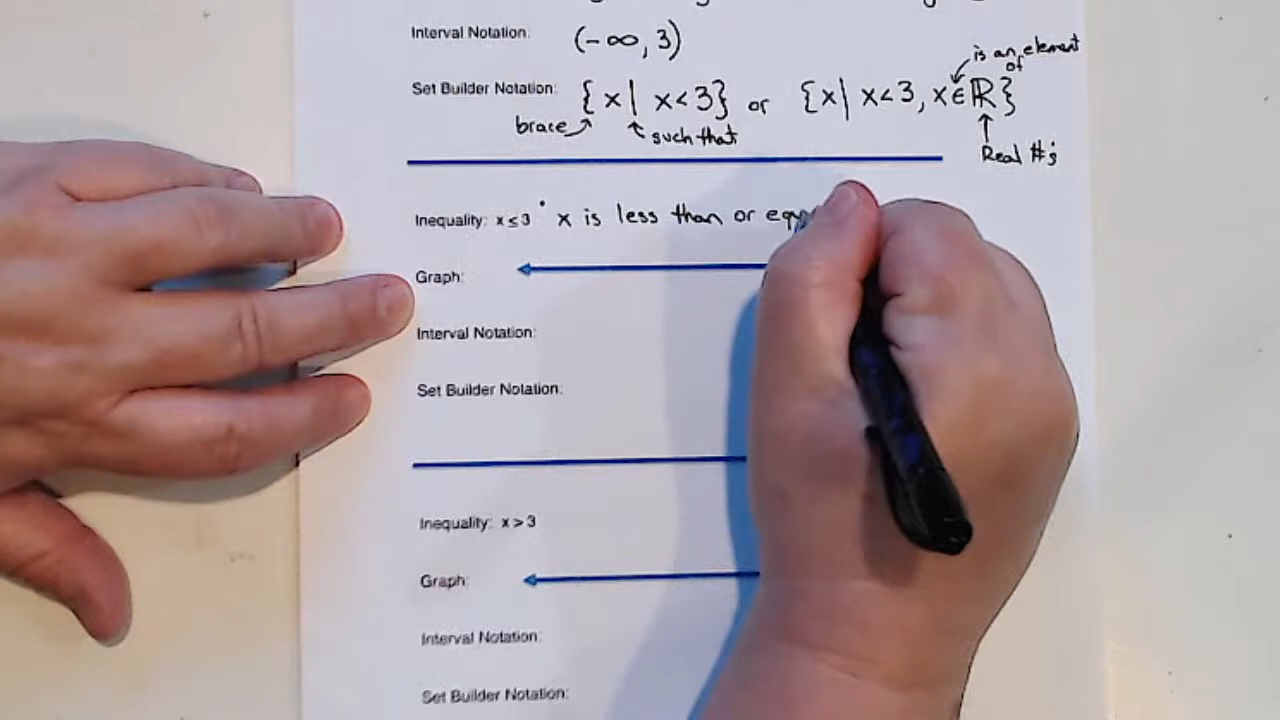 Interval Notation: (-∞, 3)
is an element
of
Set Builder Notation: { x | x<3} or {x| x<3, x∈ℝ}
brace such that
Real #'s
Inequality: x ≤ 3 x is less than or equ
Graph:
Interval Notation:
Set Builder Notation:
Inequality: x > 3
Graph:
Interval Notation:
Set Builder Notation: